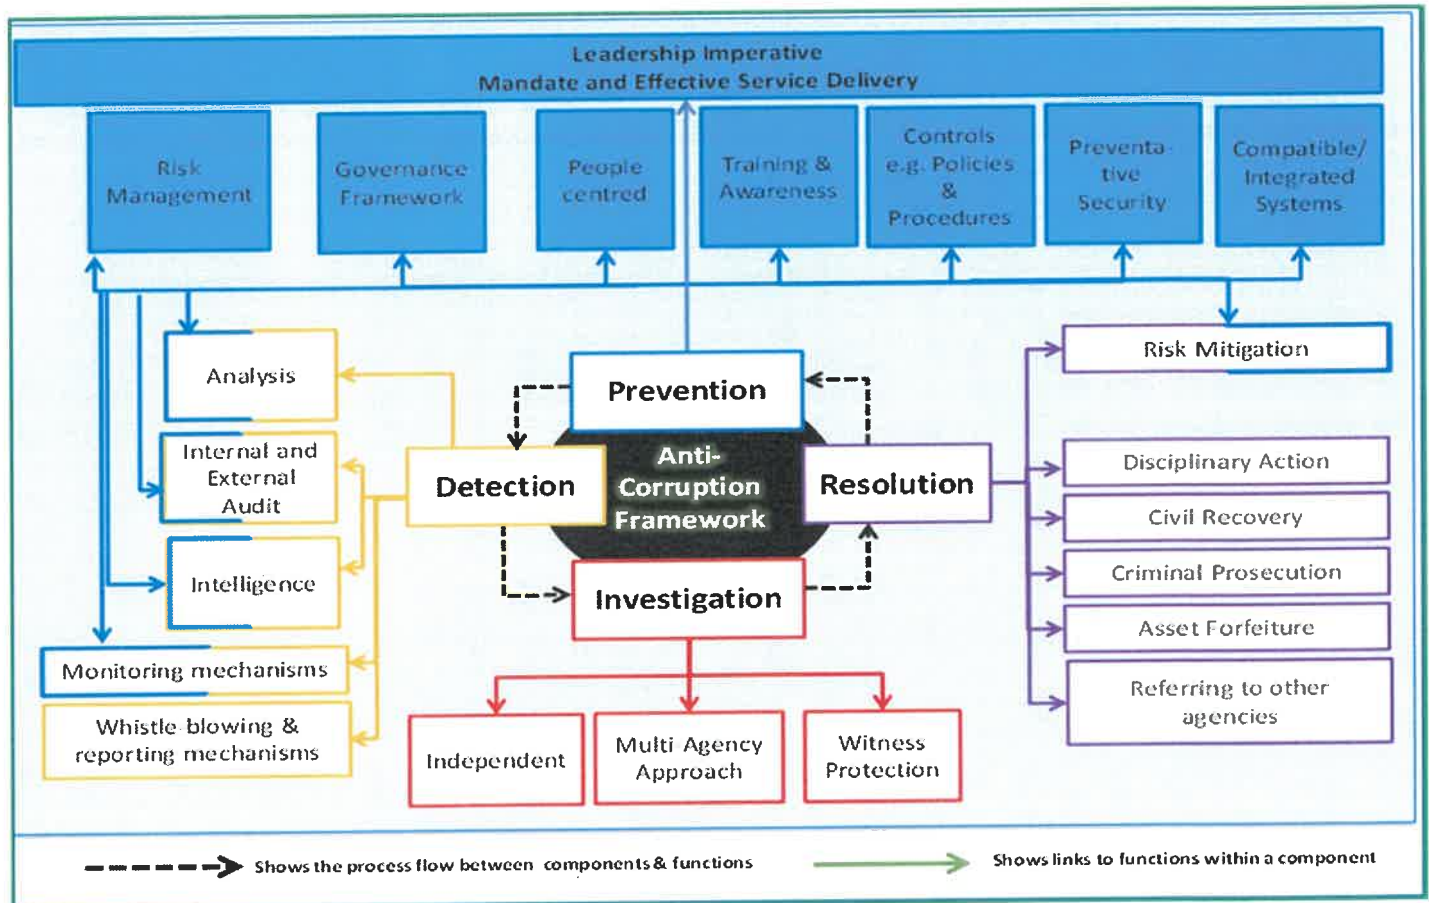 Leadership Imperative
Mandate and Effective Service Delivery
Risk
Management
Governance
Framework
People
centred
Training &
Awareness
Controls
e.g. Policies
&
Procedures
Preventa-
tive
Security
Compatible/
Integrated
Systems
Analysis
Internal and
External
Audit
Intelligence
Monitoring mechanisms
Whistle-blowing &
reporting mechanisms
Prevention
Detection
Anti-
Corruption
Framework
Resolution
Investigation
Independent
Multi-Agency
Approach
Witness
Protection
Risk Mitigation
Disciplinary Action
Civil Recovery
Criminal Prosecution
Asset Forfeiture
Referring to other
agencies
Shows the process flow between components & functions
Shows links to functions within a component